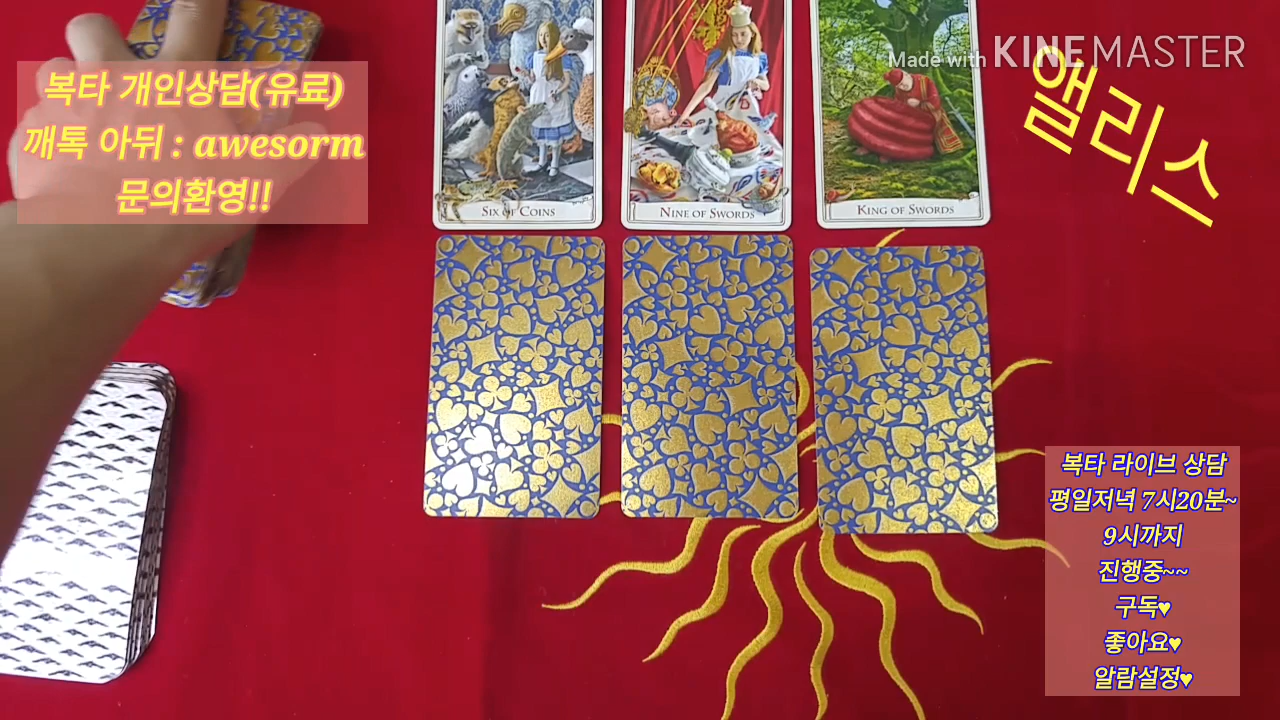 복타 개인상담(유료)
깨톡 아뒤 : awesorm
문의환영!!
Made with KINEMASTER
앨리스
SIX OF COINS
NINE OF SWORDS
KING OF SWORDS
복타 라이브 상담
평일저녁 7시20분~
9시까지
진행중~~
구독♥
좋아요♥
알람설정♥